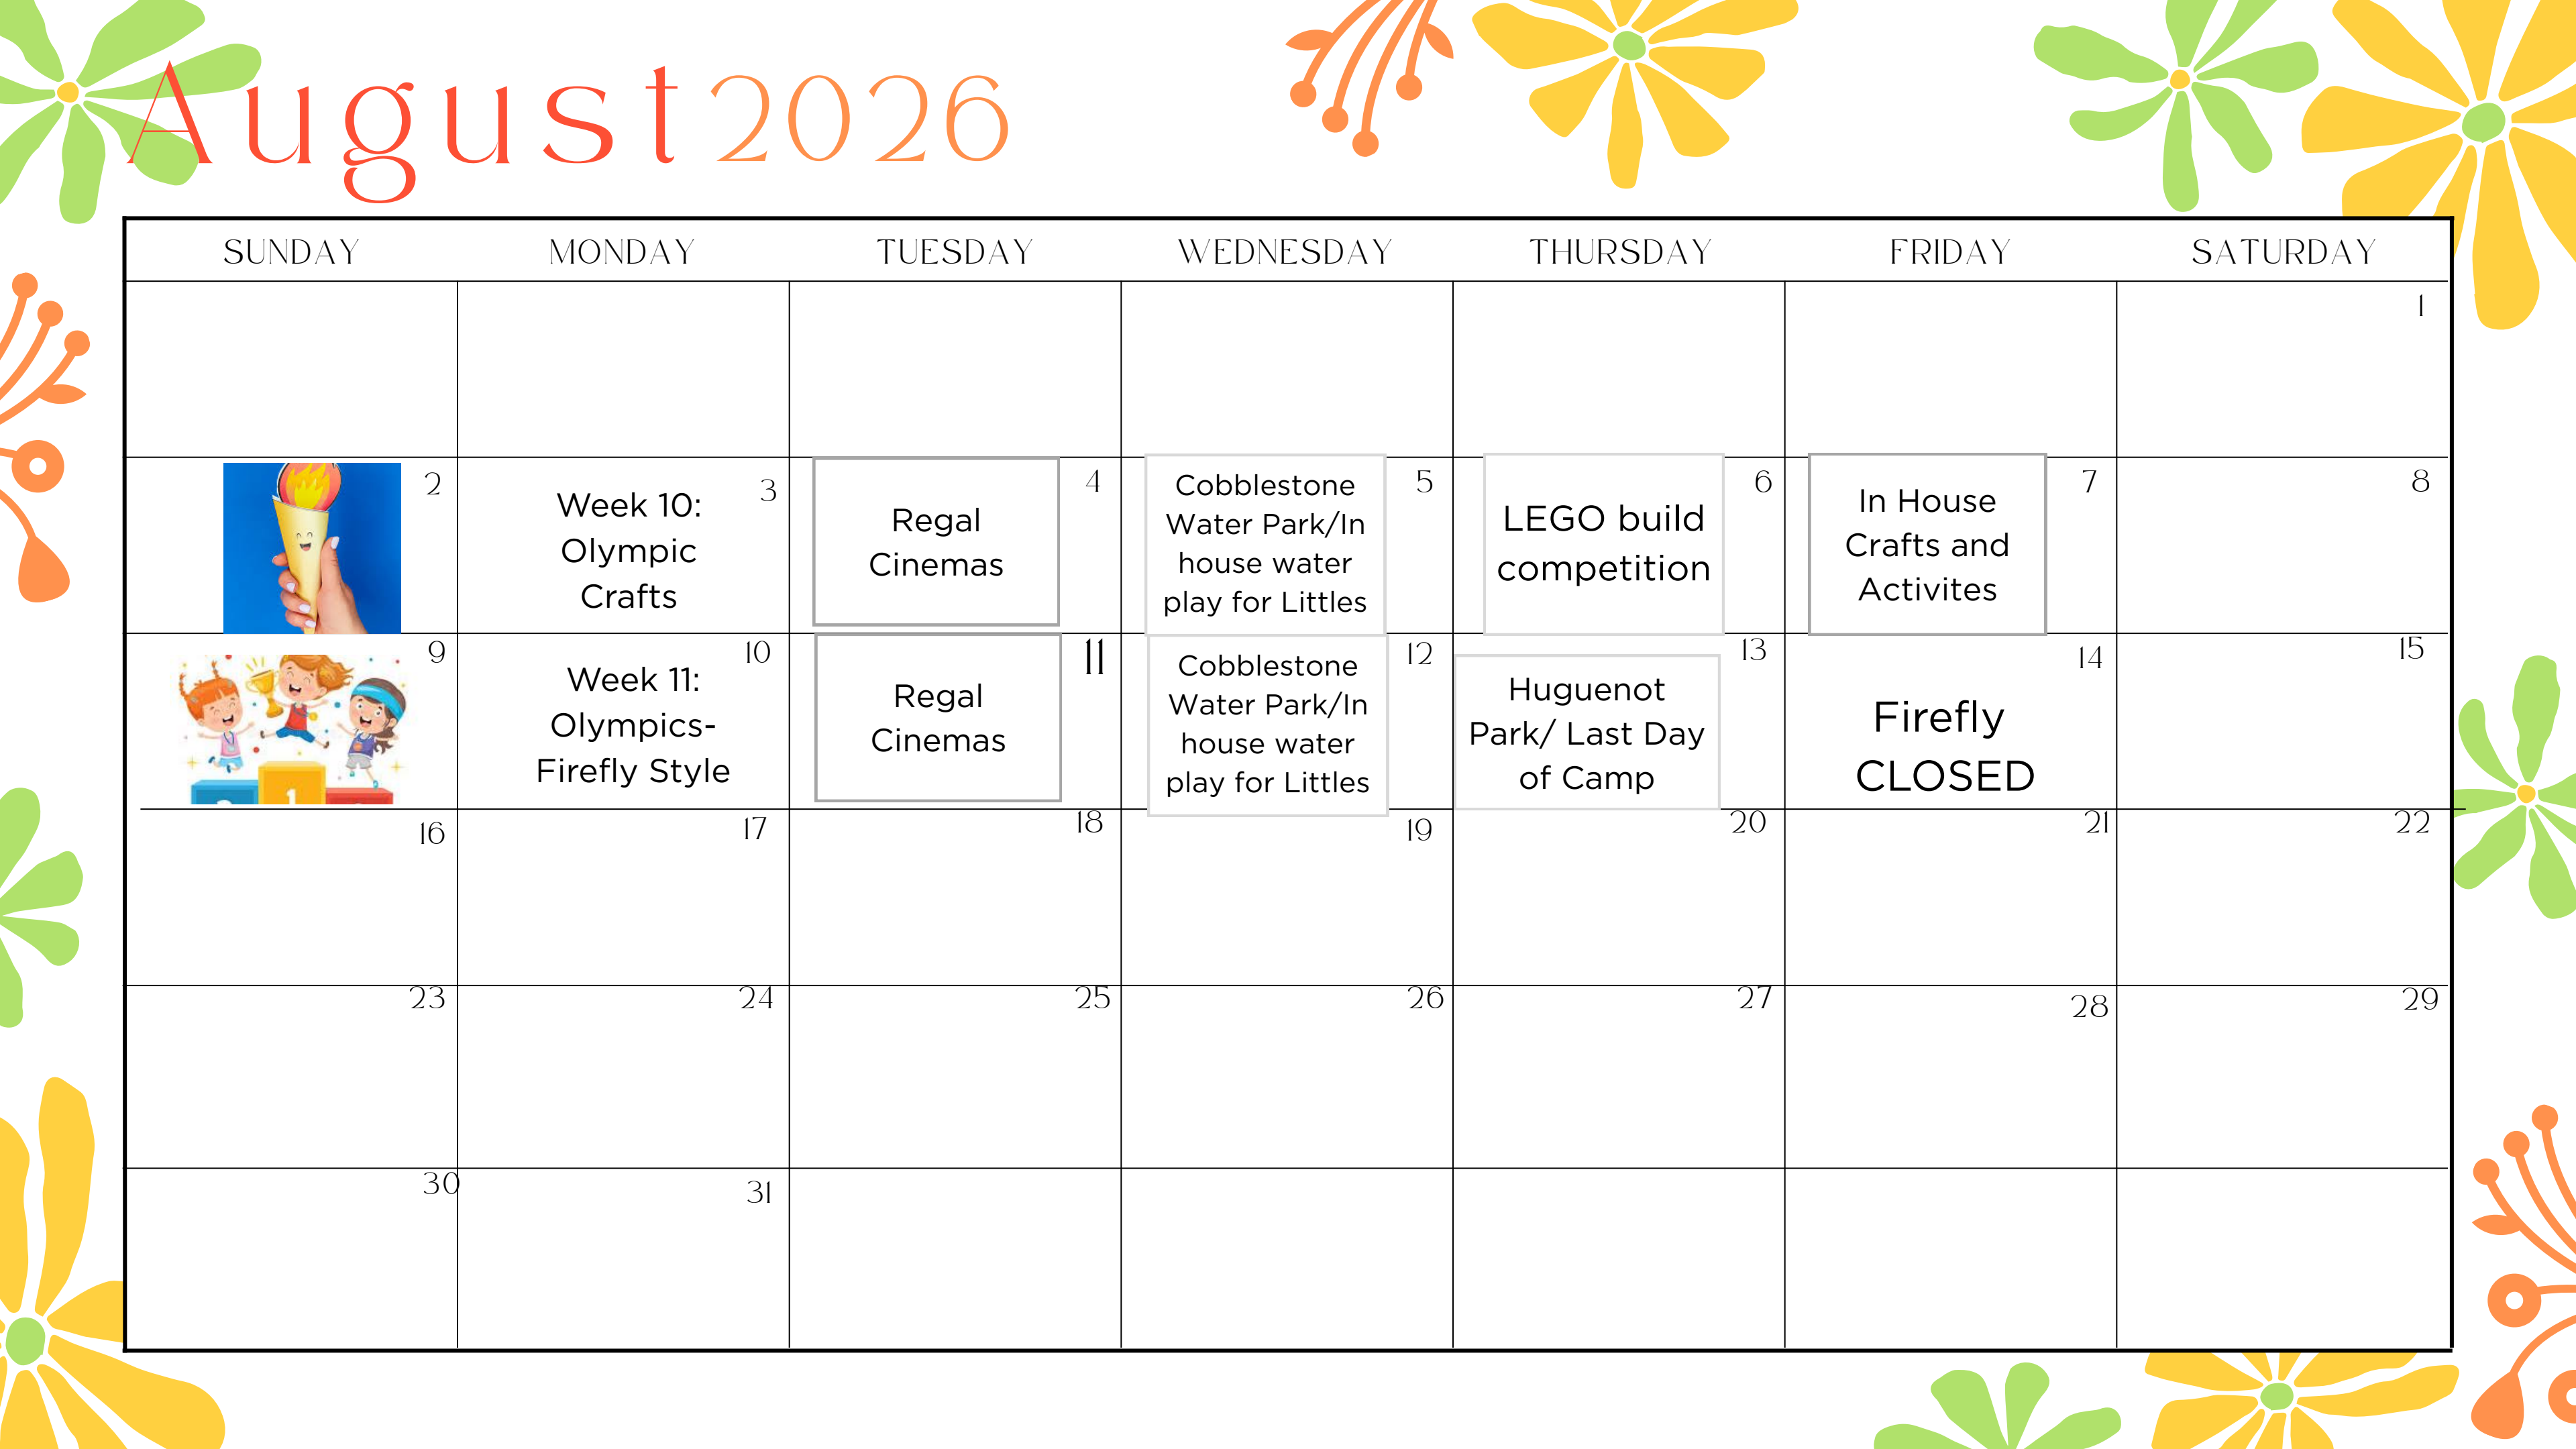 August 2026
SUNDAY MONDAY TUESDAY WEDNESDAY THURSDAY FRIDAY SATURDAY
1
2
Week 10:
Olympic
Crafts
3
Regal
Cinemas
4
Cobblestone
Water Park/In
house water
play for Littles
5
LEGO build
competition
6
In House
Crafts and
Activites
7
8
9
1
Week 11:
Olympics-
Firefly Style
10
Regal
Cinemas
11
Cobblestone
Water Park/In
house water
play for Littles
12
Huguenot
Park/ Last Day
of Camp
13
Firefly
CLOSED
14
15
16 17 18 19 20 21 22
23 24 25 26 27 28 29
30 31